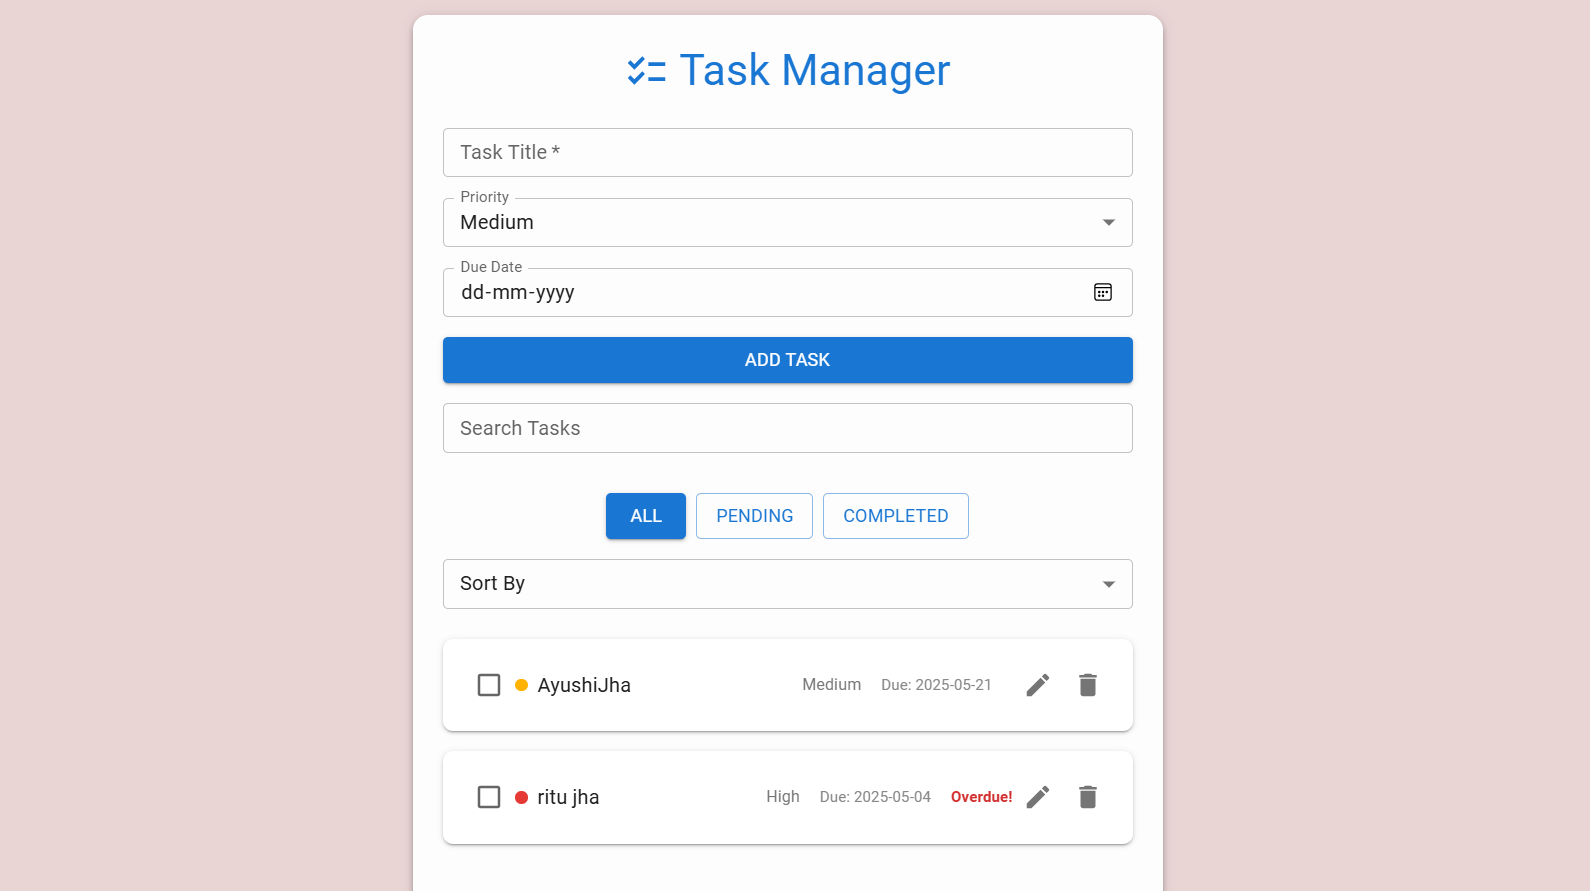 Task Manager
Task Title *
Priority
Medium
Due Date
dd-mm-yyyy
ADD TASK
Search Tasks
ALL PENDING COMPLETED
Sort By
AyushiJha Medium Due: 2025-05-21
ritu jha High Due: 2025-05-04 Overdue!